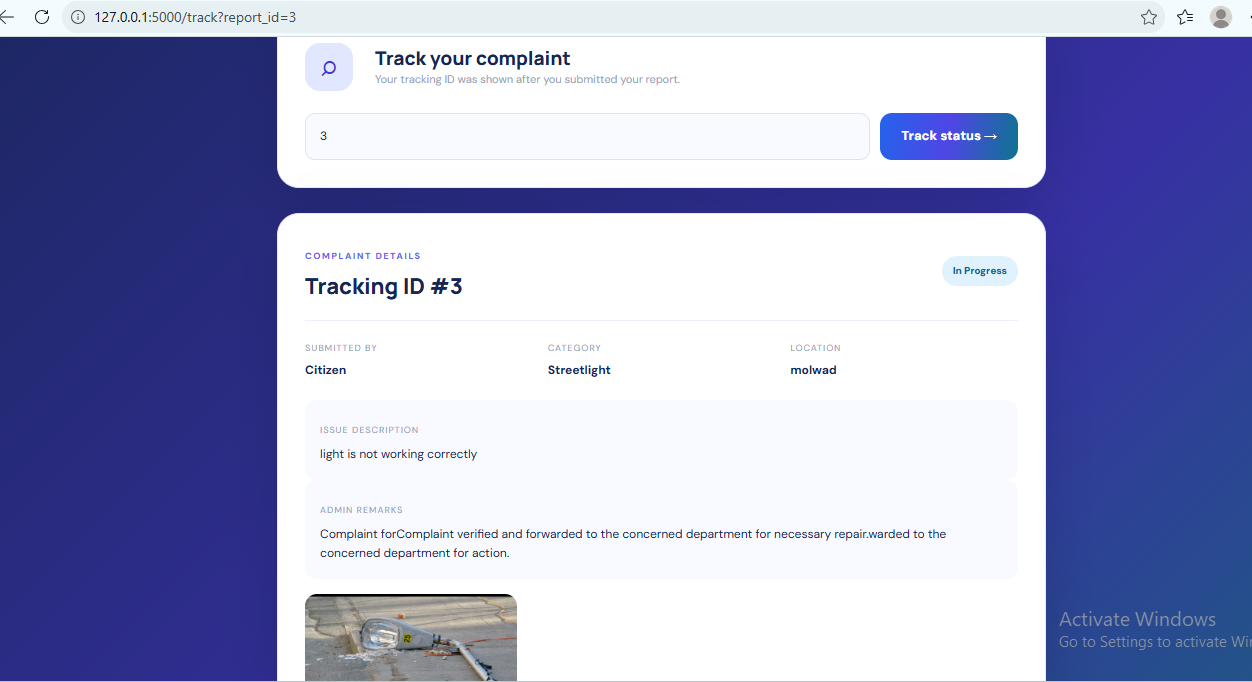 127.0.0.1:5000/track?report_id=3
Track your complaint
Your tracking ID was shown after you submitted your report.
3
Track status →
COMPLAINT DETAILS
Tracking ID #3
In Progress
SUBMITTED BY
Citizen
CATEGORY
Streetlight
LOCATION
molwad
ISSUE DESCRIPTION
light is not working correctly
ADMIN REMARKS
Complaint forComplaint verified and forwarded to the concerned department for necessary repair.warded to the
concerned department for action.
Activate Windows
Go to Settings to activate Wi